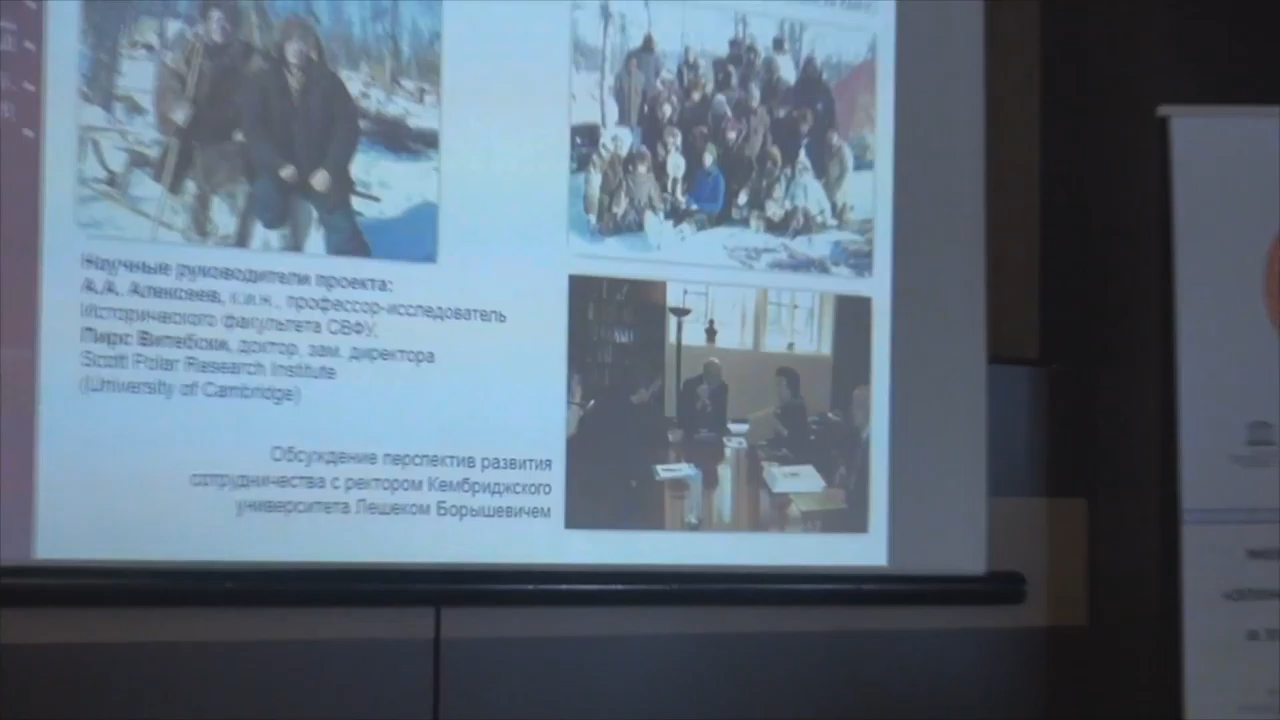 Научные руководители проекта:
А.А. Алексеев, к.и.н., профессор-исследователь
Исторического факультета СВФУ,
Пирс Витебски, доктор, зам. директора
Scott Polar Research Institute
(University of Cambridge)
Обсуждение перспектив развития
сотрудничества с ректором Кембриджского
университета Лешеком Борышевичем